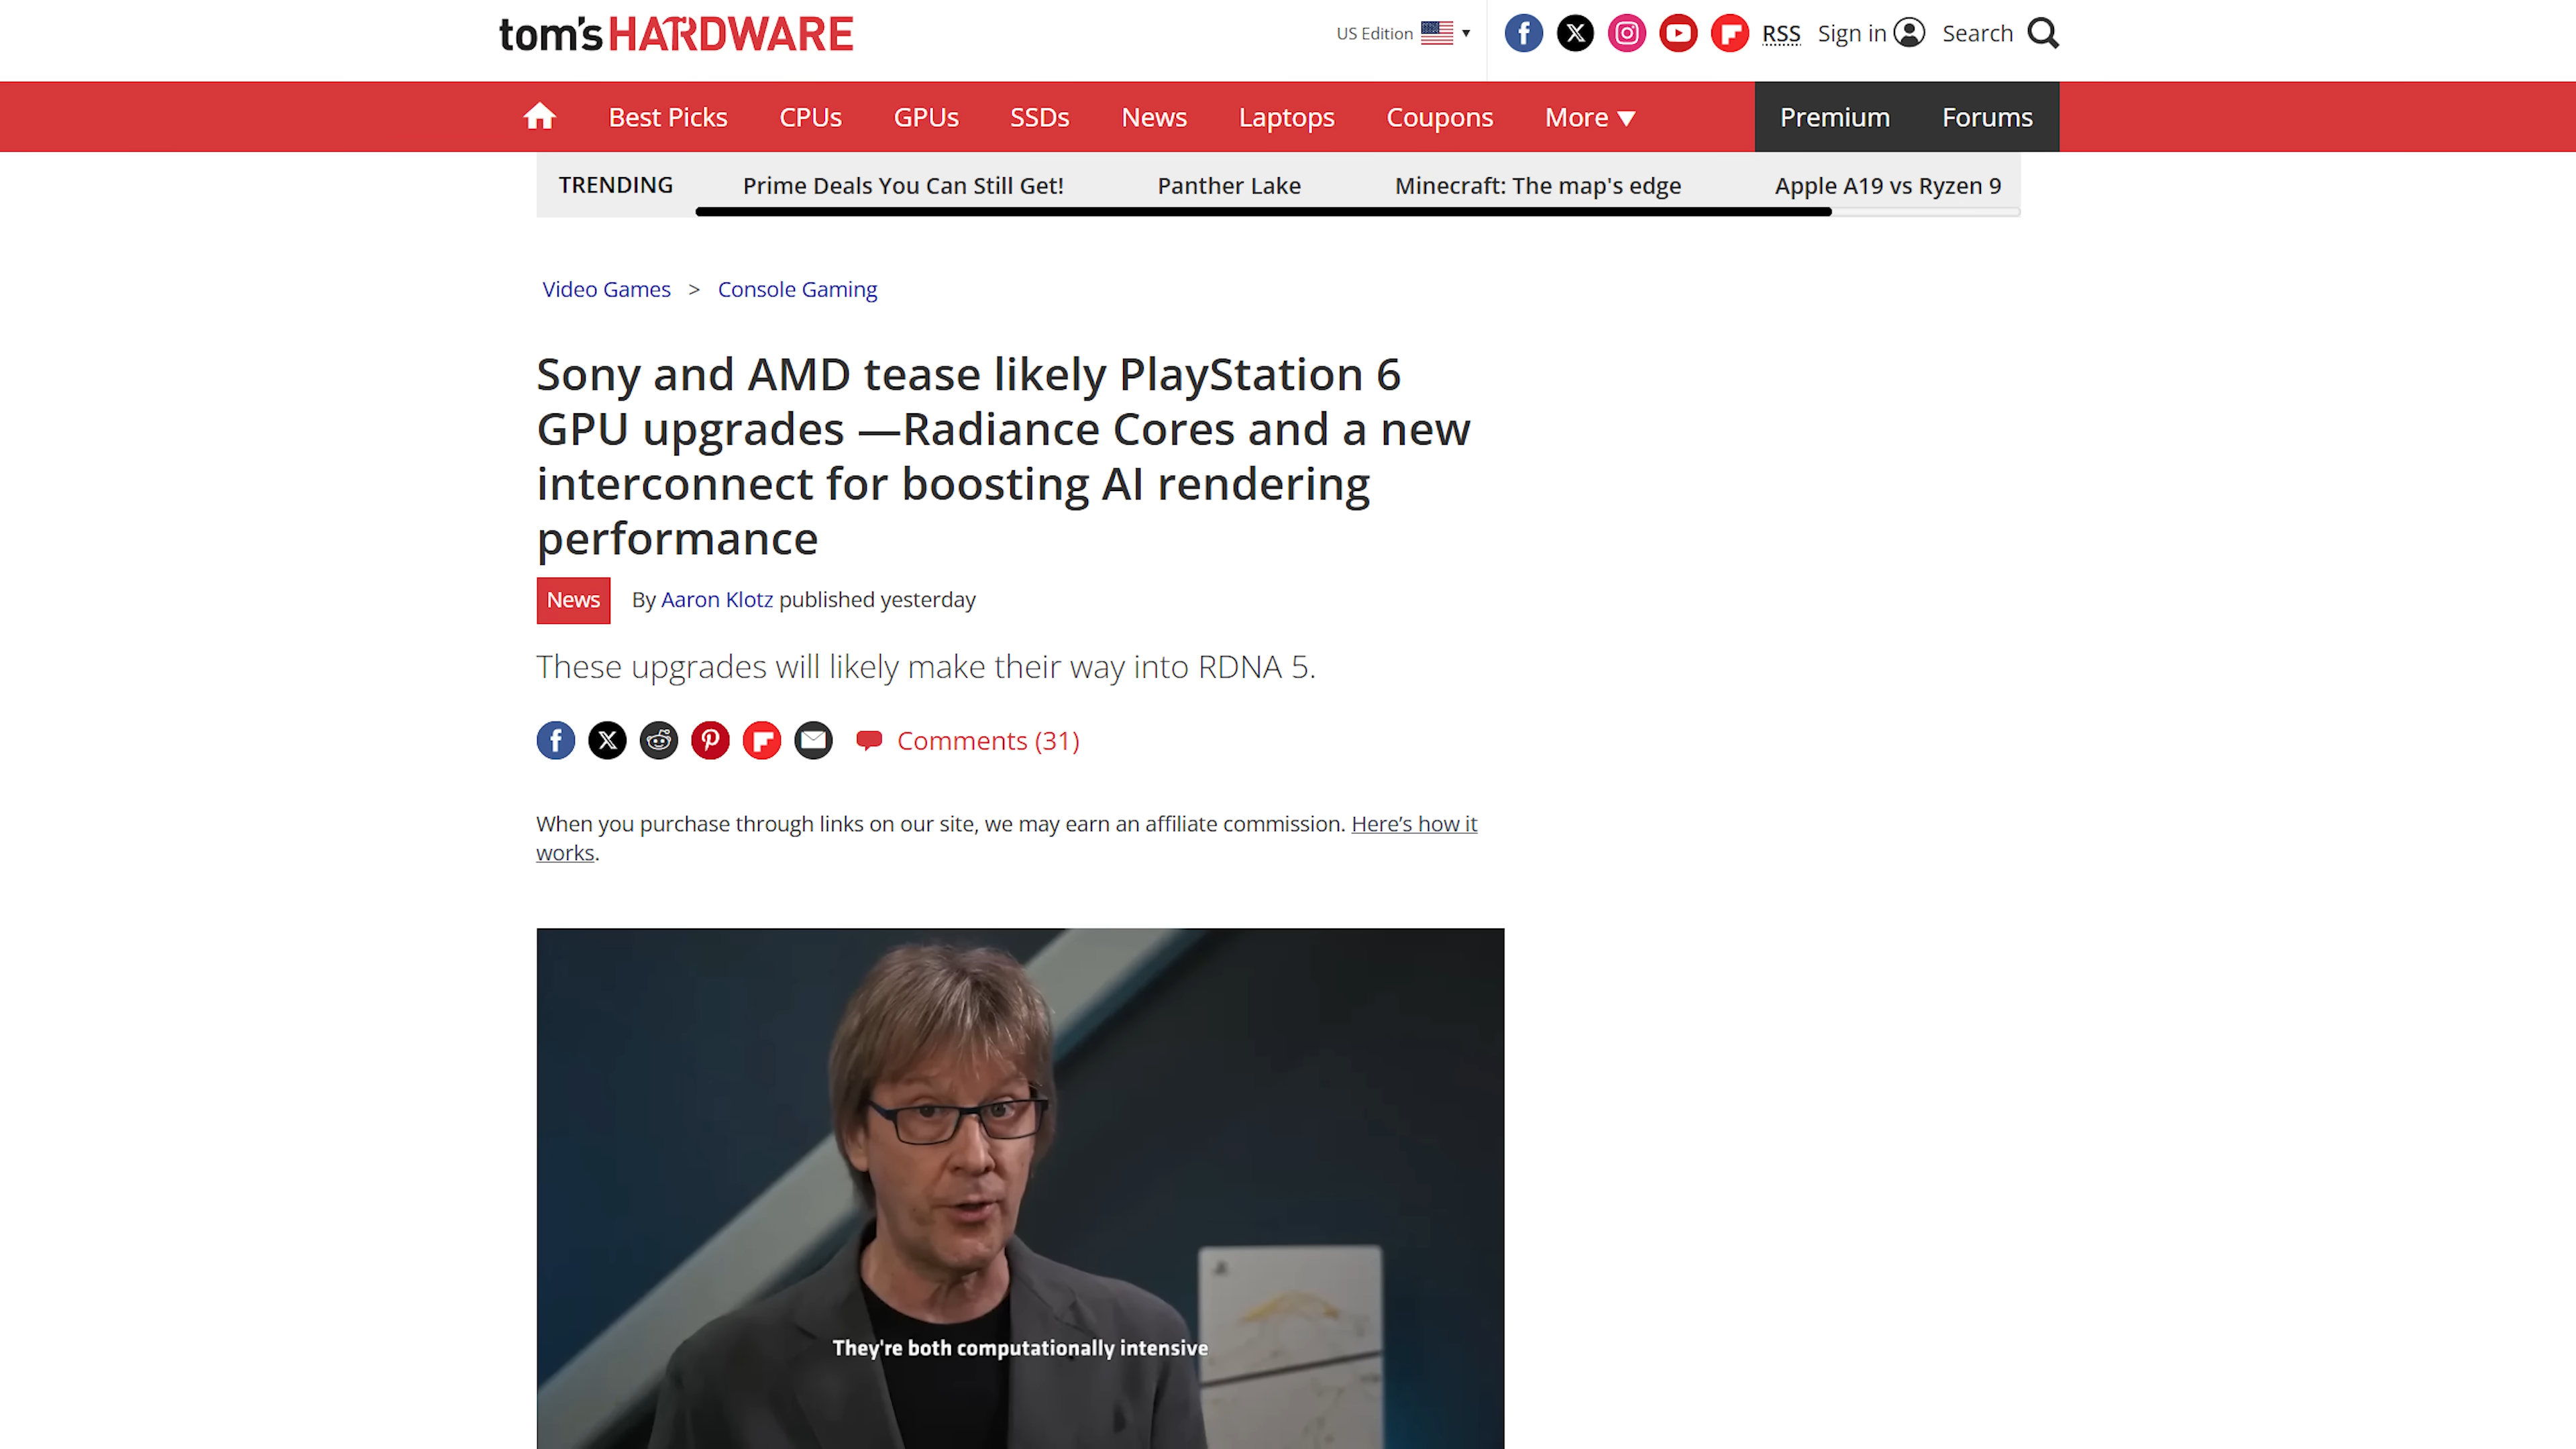 tom's HARDWARE
US Edition
RSS
Sign in
Search
Best Picks
CPUs
GPUs
SSDs
News
Laptops
Coupons
More
Premium
Forums
TRENDING
Prime Deals You Can Still Get!
Panther Lake
Minecraft: The map's edge
Apple A19 vs Ryzen 9
Video Games > Console Gaming
Sony and AMD tease likely PlayStation 6
GPU upgrades —Radiance Cores and a new
interconnect for boosting AI rendering
performance
News
By Aaron Klotz published yesterday
These upgrades will likely make their way into RDNA 5.
Comments (31)
When you purchase through links on our site, we may earn an affiliate commission. Here’s how it
works.
They're both computationally intensive